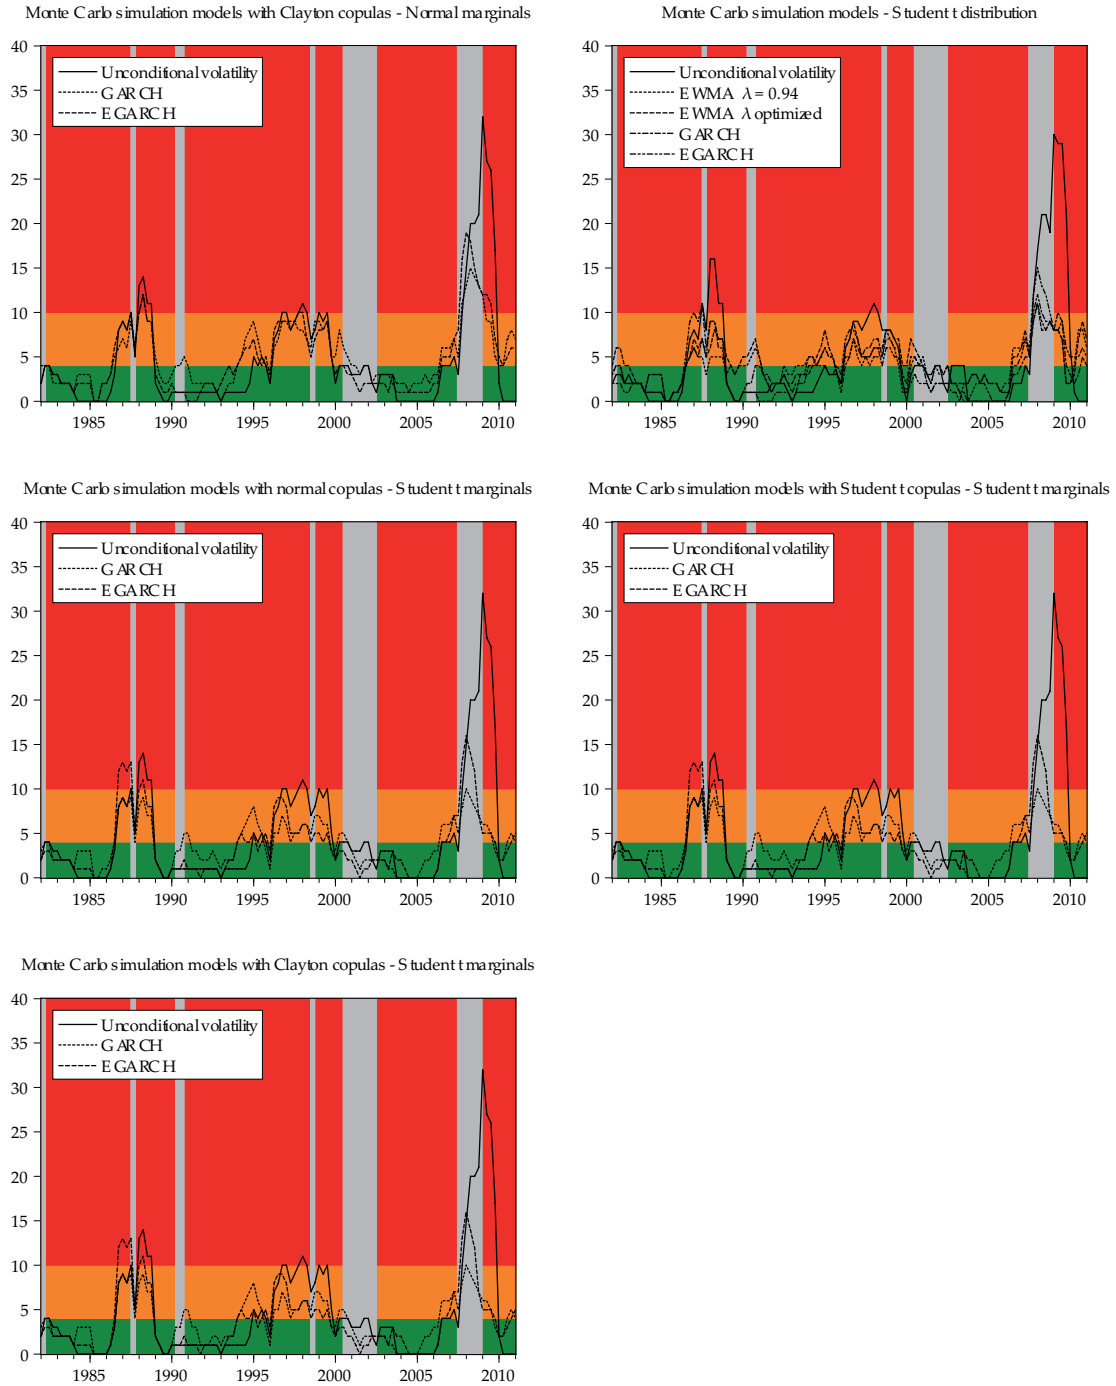 Monte Carlo simulation models with Clayton copulas - Normal marginals
40
35
30
25
20
15
10
5
0
Unconditional volatility
GARCH
EGARCH
1985 1990 1995 2000 2005 2010
Monte Carlo simulation models - Student t distribution
40
35
30
25
20
15
10
5
0
Unconditional volatility
EWMA λ = 0.94
EWMA λ optimized
GARCH
EGARCH
1985 1990 1995 2000 2005 2010
Monte Carlo simulation models with normal copulas - Student t marginals
40
35
30
25
20
15
10
5
0
Unconditional volatility
GARCH
EGARCH
1985 1990 1995 2000 2005 2010
Monte Carlo simulation models with Student t copulas - Student t marginals
40
35
30
25
20
15
10
5
0
Unconditional volatility
GARCH
EGARCH
1985 1990 1995 2000 2005 2010
Monte Carlo simulation models with Clayton copulas - Student t marginals
40
35
30
25
20
15
10
5
0
Unconditional volatility
GARCH
EGARCH
1985 1990 1995 2000 2005 2010